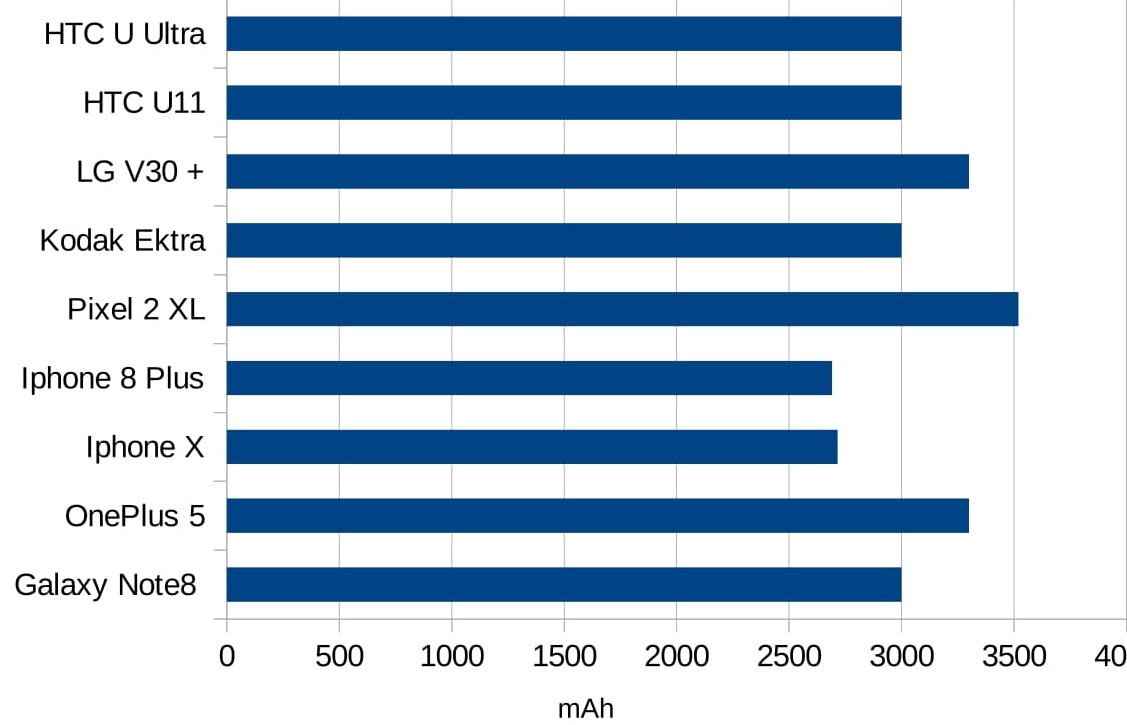 HTC U Ultra
HTC U11
LG V30 +
Kodak Ektra
Pixel 2 XL
Iphone 8 Plus
Iphone X
OnePlus 5
Galaxy Note8
0 500 1000 1500 2000 2500 3000 3500 40
mAh